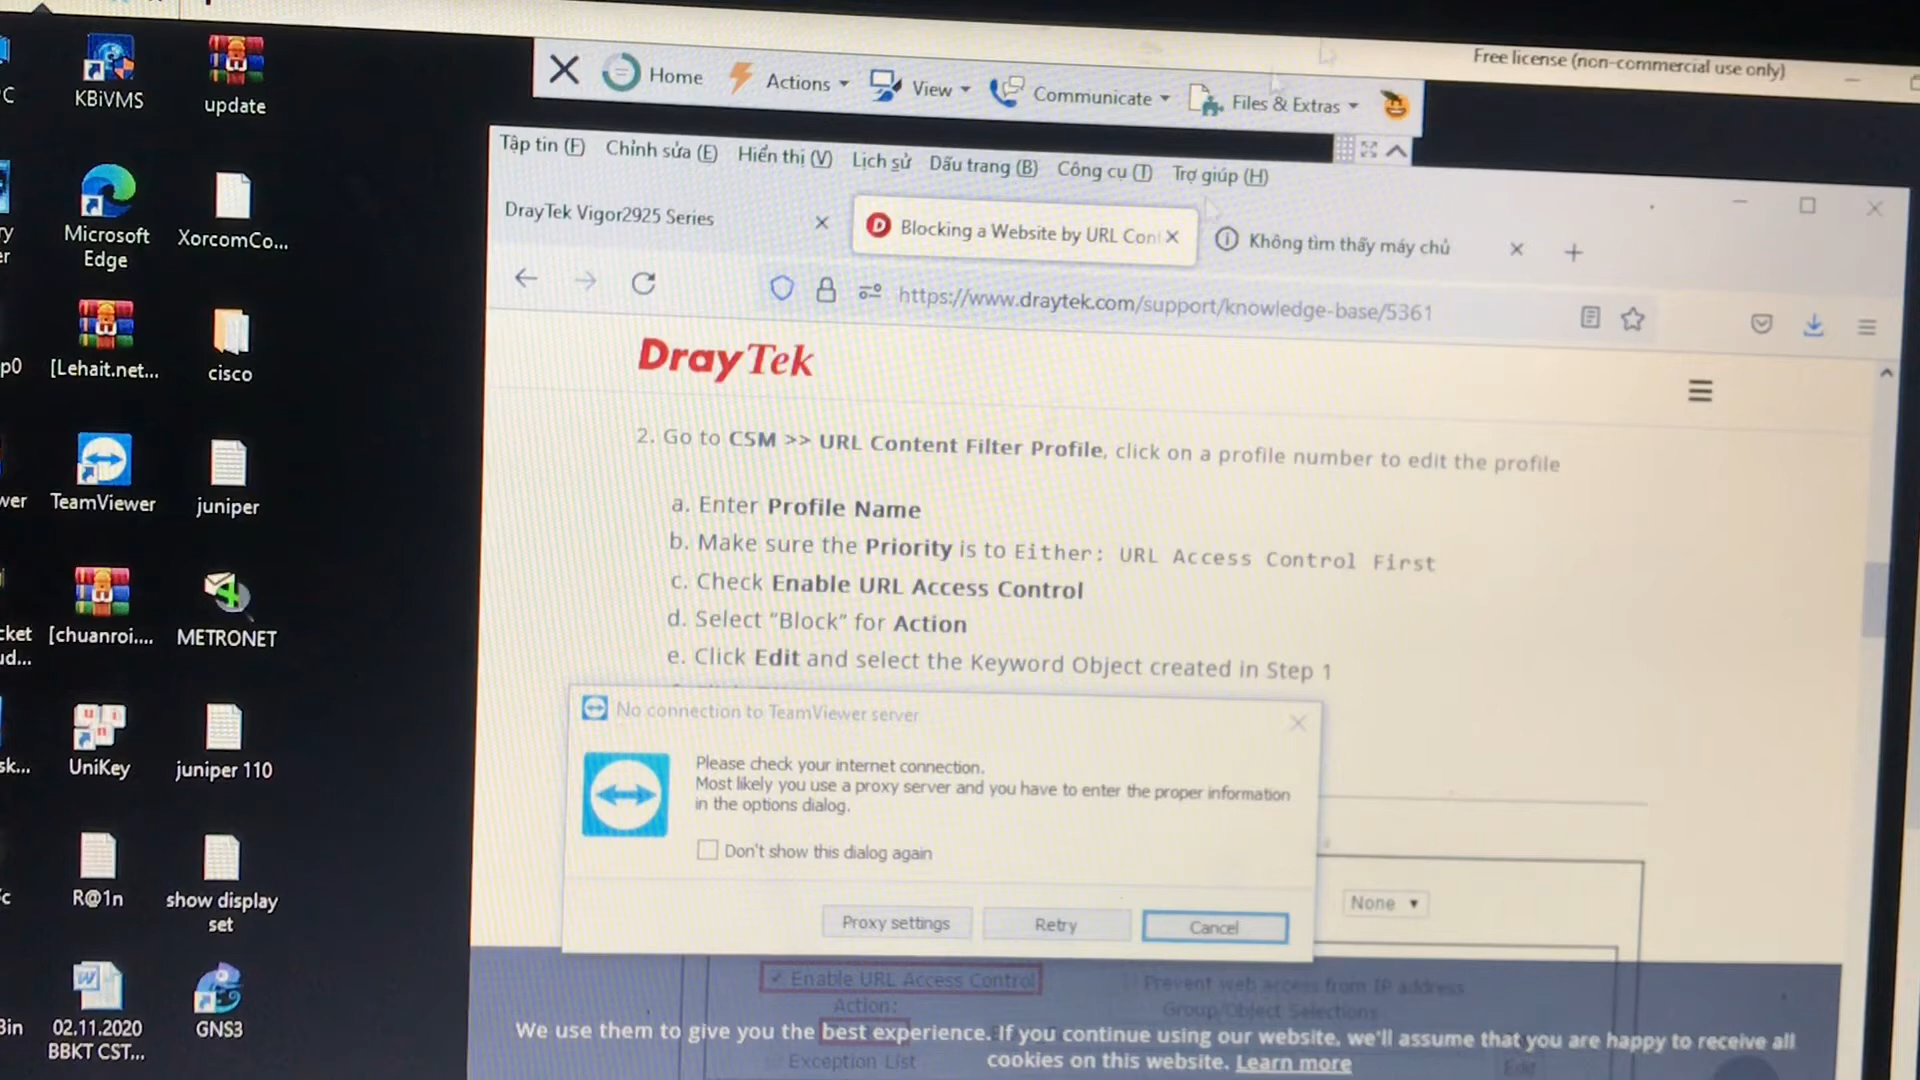 Free license (non-commercial use only)
Home Actions View Communicate Files & Extras
KBiVMS
update
Tập tin (F) Chỉnh sửa (E) Hiển thị (V) Lịch sử Dấu trang (B) Công cụ (T) Trợ giúp (H)
DrayTek Vigor2925 Series
Blocking a Website by URL Con
Không tìm thấy máy chủ
Microsoft
Edge
XorcomCo...
https://www.draytek.com/support/knowledge-base/5361
DrayTek
[Lehait.net...
cisco
2. Go to CSM >> URL Content Filter Profile, click on a profile number to edit the profile
a. Enter Profile Name
b. Make sure the Priority is to Either: URL Access Control First
c. Check Enable URL Access Control
d. Select “Block” for Action
e. Click Edit and select the Keyword Object created in Step 1
TeamViewer
juniper
[chuanroi....
METRONET
No connection to TeamViewer server
Please check your internet connection.
Most likely you use a proxy server and you have to enter the proper information
in the options dialog.
Don't show this dialog again
Proxy settings Retry Cancel
None
UniKey
juniper 110
R@1n
show display
set
Enable URL Access Control
Prevent web access from IP address
Action:
Group/Object Selections
We use them to give you the best experience. If you continue using our website, we'll assume that you are happy to receive all
cookies on this website. Learn more
Exception List
Edit
02.11.2020
BBKT CST...
GNS3